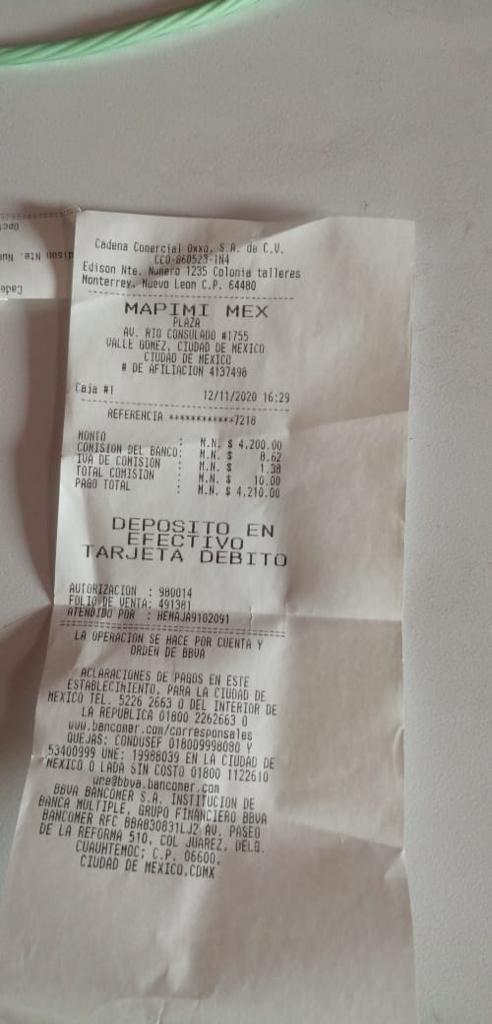 Cadena Comercial Oxxo, S.A. de C.V.
CCO-860523-1N4
Edison Nte. Numero 1235 Colonia talleres
Monterrey, Nuevo Leon C.P. 64480
MAPIMI MEX
PLAZA
AV. RIO CONSULADO #1755
VALLE GOMEZ, CIUDAD DE MEXICO
CIUDAD DE MEXICO
# DE AFILIACION 4137498
Caja #1 12/11/2020 16:29
REFERENCIA ************7218
MONTO : M.N. $ 4,200.00
COMISION DEL BANCO: M.N. $ 8.62
IVA DE COMISION : M.N. $ 1.38
TOTAL COMISION : M.N. $ 10.00
PAGO TOTAL : M.N. $ 4,210.00
DEPOSITO EN
EFECTIVO
TARJETA DEBITO
AUTORIZACION : 980014
FOLIO DE VENTA: 491381
ATENDIDO POR : HEMAJA9102091
LA OPERACION SE HACE POR CUENTA Y
ORDEN DE BBVA
ACLARACIONES DE PAGOS EN ESTE
ESTABLECIMIENTO, PARA LA CIUDAD DE
MEXICO TEL. 5226 2663 O DEL INTERIOR DE
LA REPUBLICA 01800 2262663 O
www.bancomer.com/corresponsales
QUEJAS: CONDUSEF 018009998080 Y
53400999 UNE: 19988039 EN LA CIUDAD DE
MEXICO O LADA SIN COSTO 01800 1122610
une@bbva.bancomer.com
BBVA BANCOMER S.A. INSTITUCION DE
BANCA MULTIPLE, GRUPO FINANCIERO BBVA
BANCOMER RFC BBA830831LJ2 AV. PASEO
DE LA REFORMA 510, COL JUAREZ, DELG.
CUAUHTEMOC; C.P. 06600,
CIUDAD DE MEXICO,CDMX